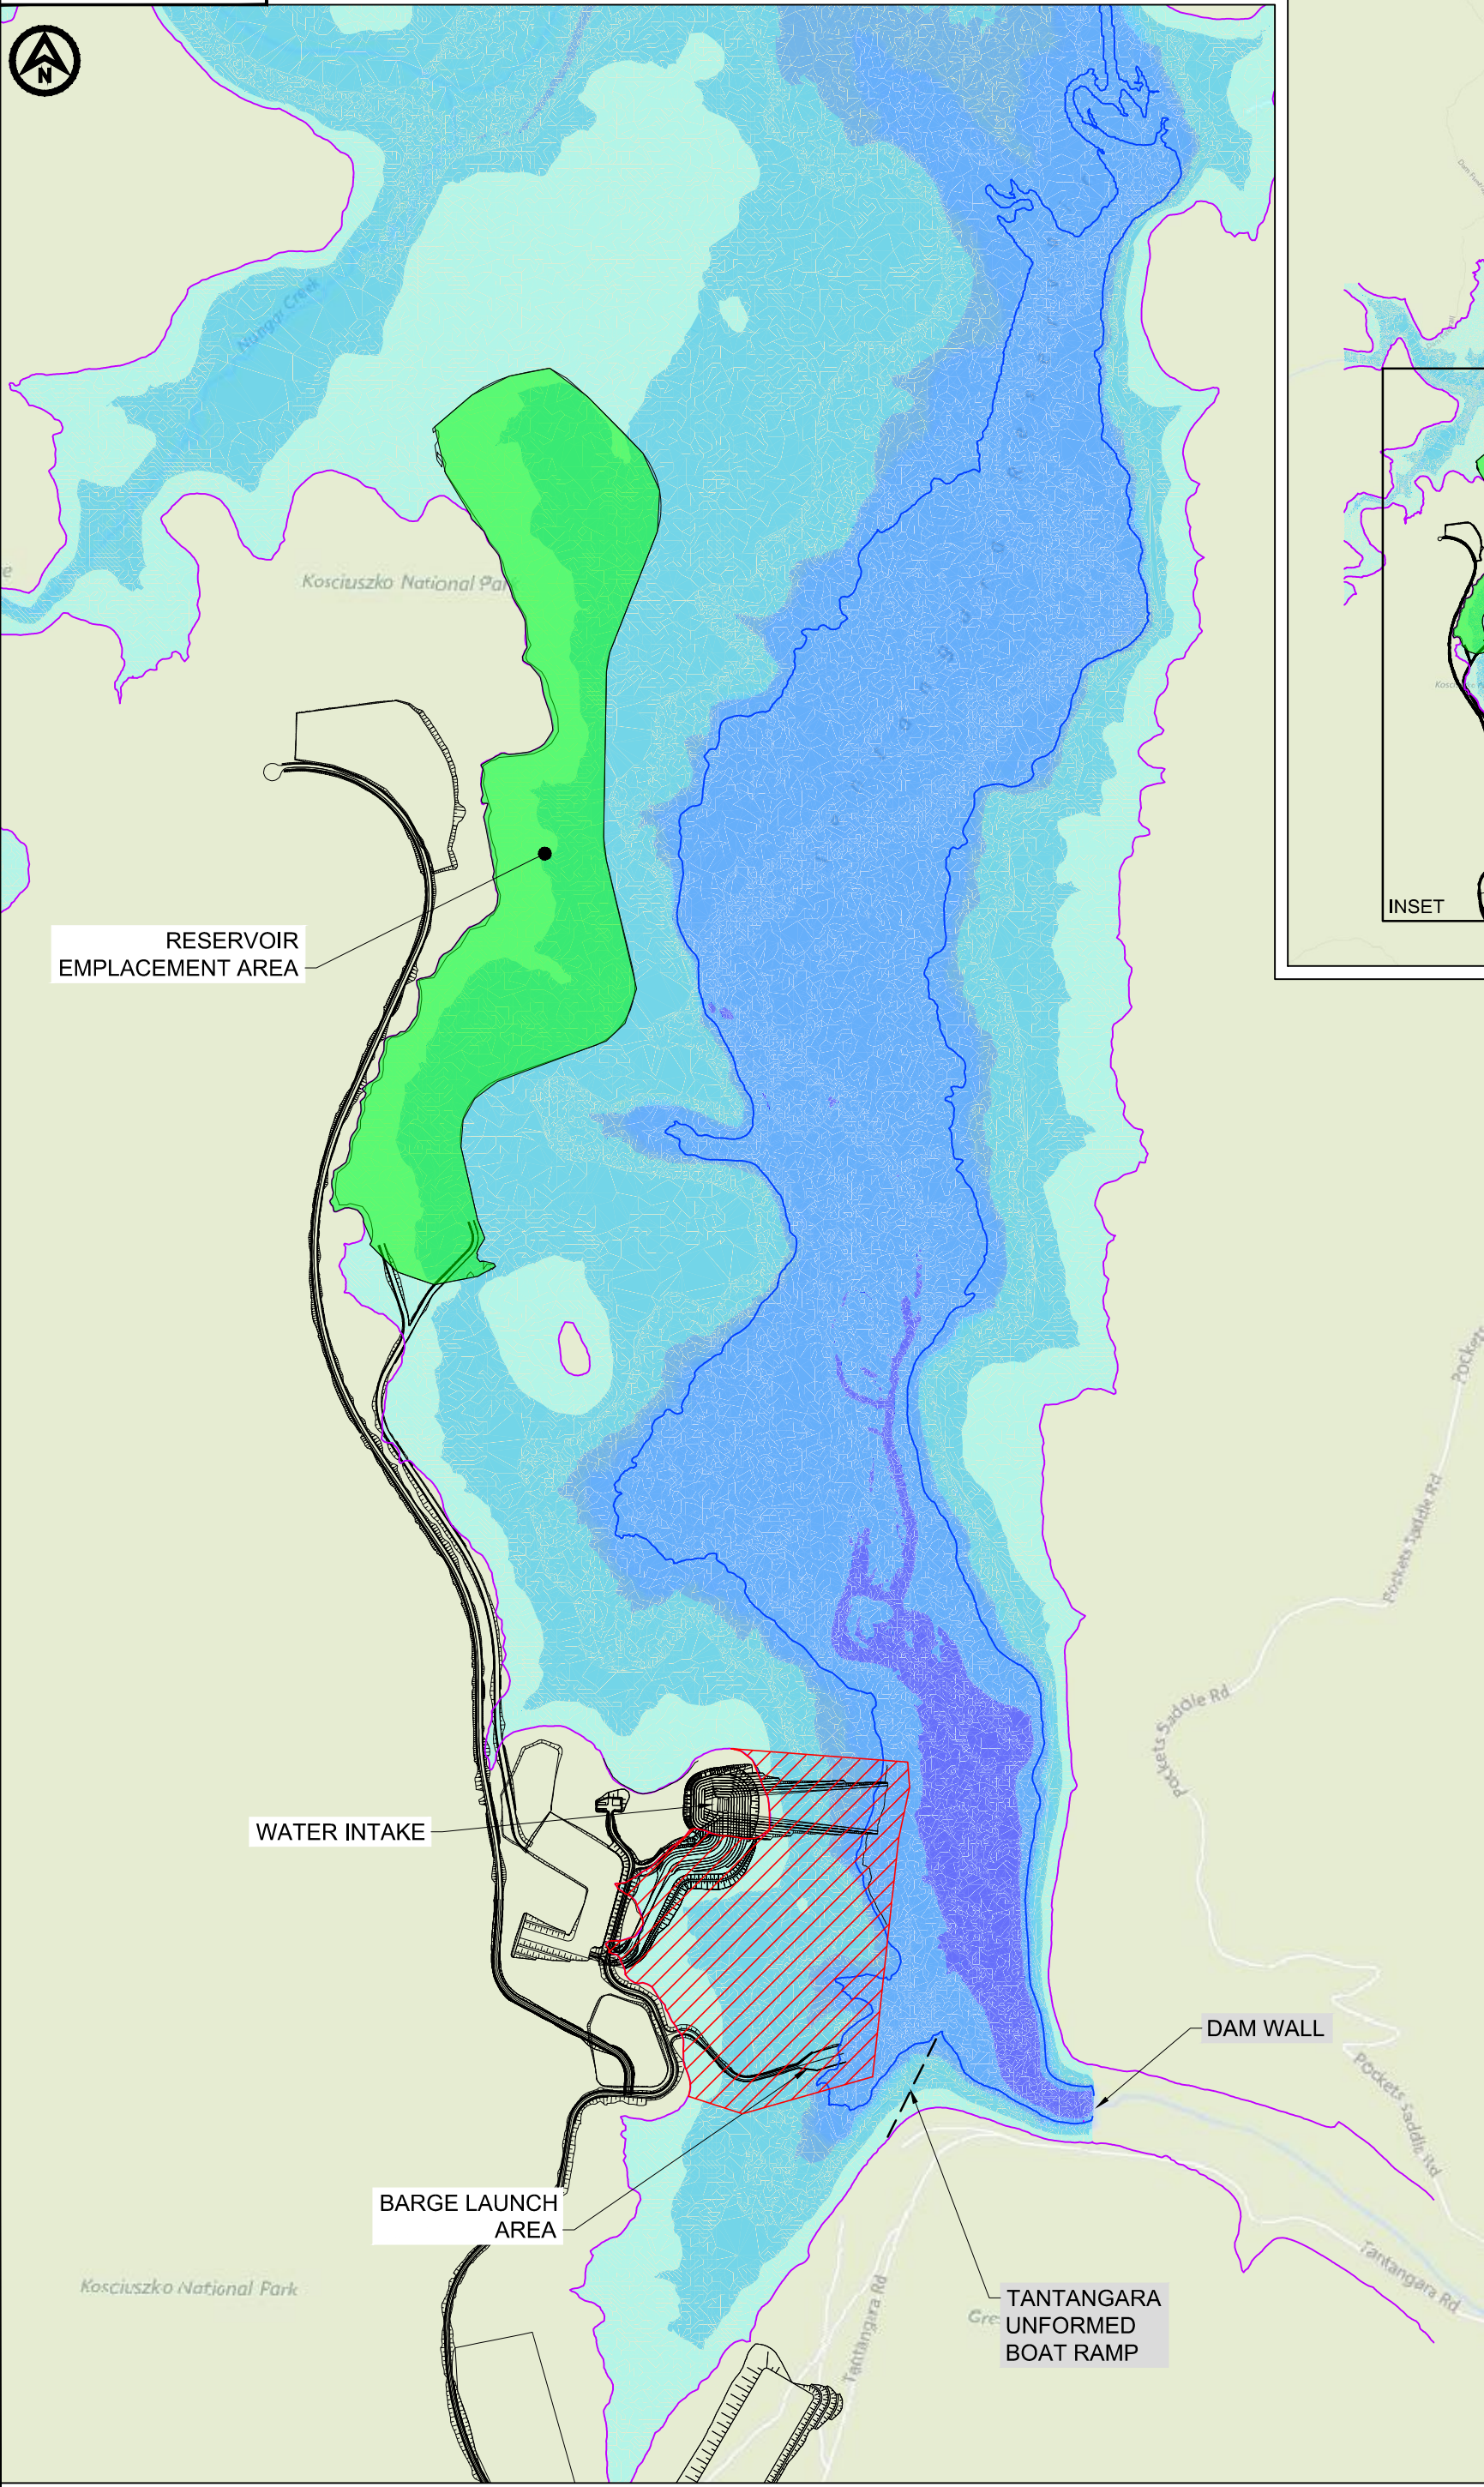 N
Nungar Creek
Kosciuszko National Par
INSET
RESERVOIR
EMPLACEMENT AREA
Pockets Saddle Rd
Pockets Saddle Rd
WATER INTAKE
DAM WALL
Pockets Saddle Rd
BARGE LAUNCH
AREA
Tantangara Rd
Kosciuszko National Park
Tantangara Rd
Gre
TANTANGARA
UNFORMED
BOAT RAMP